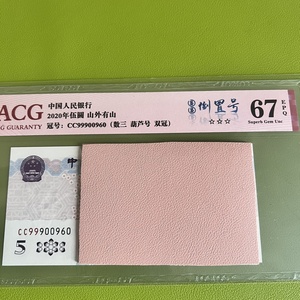 ACG
GUARANTY
中国人民银行
2020年伍圆 山外有山
冠号: CC99900960 (数三 葫芦号 双冠)
倒置号
☆☆☆
67 EPQ
Superb Gem Unc
中
CC99900960
5